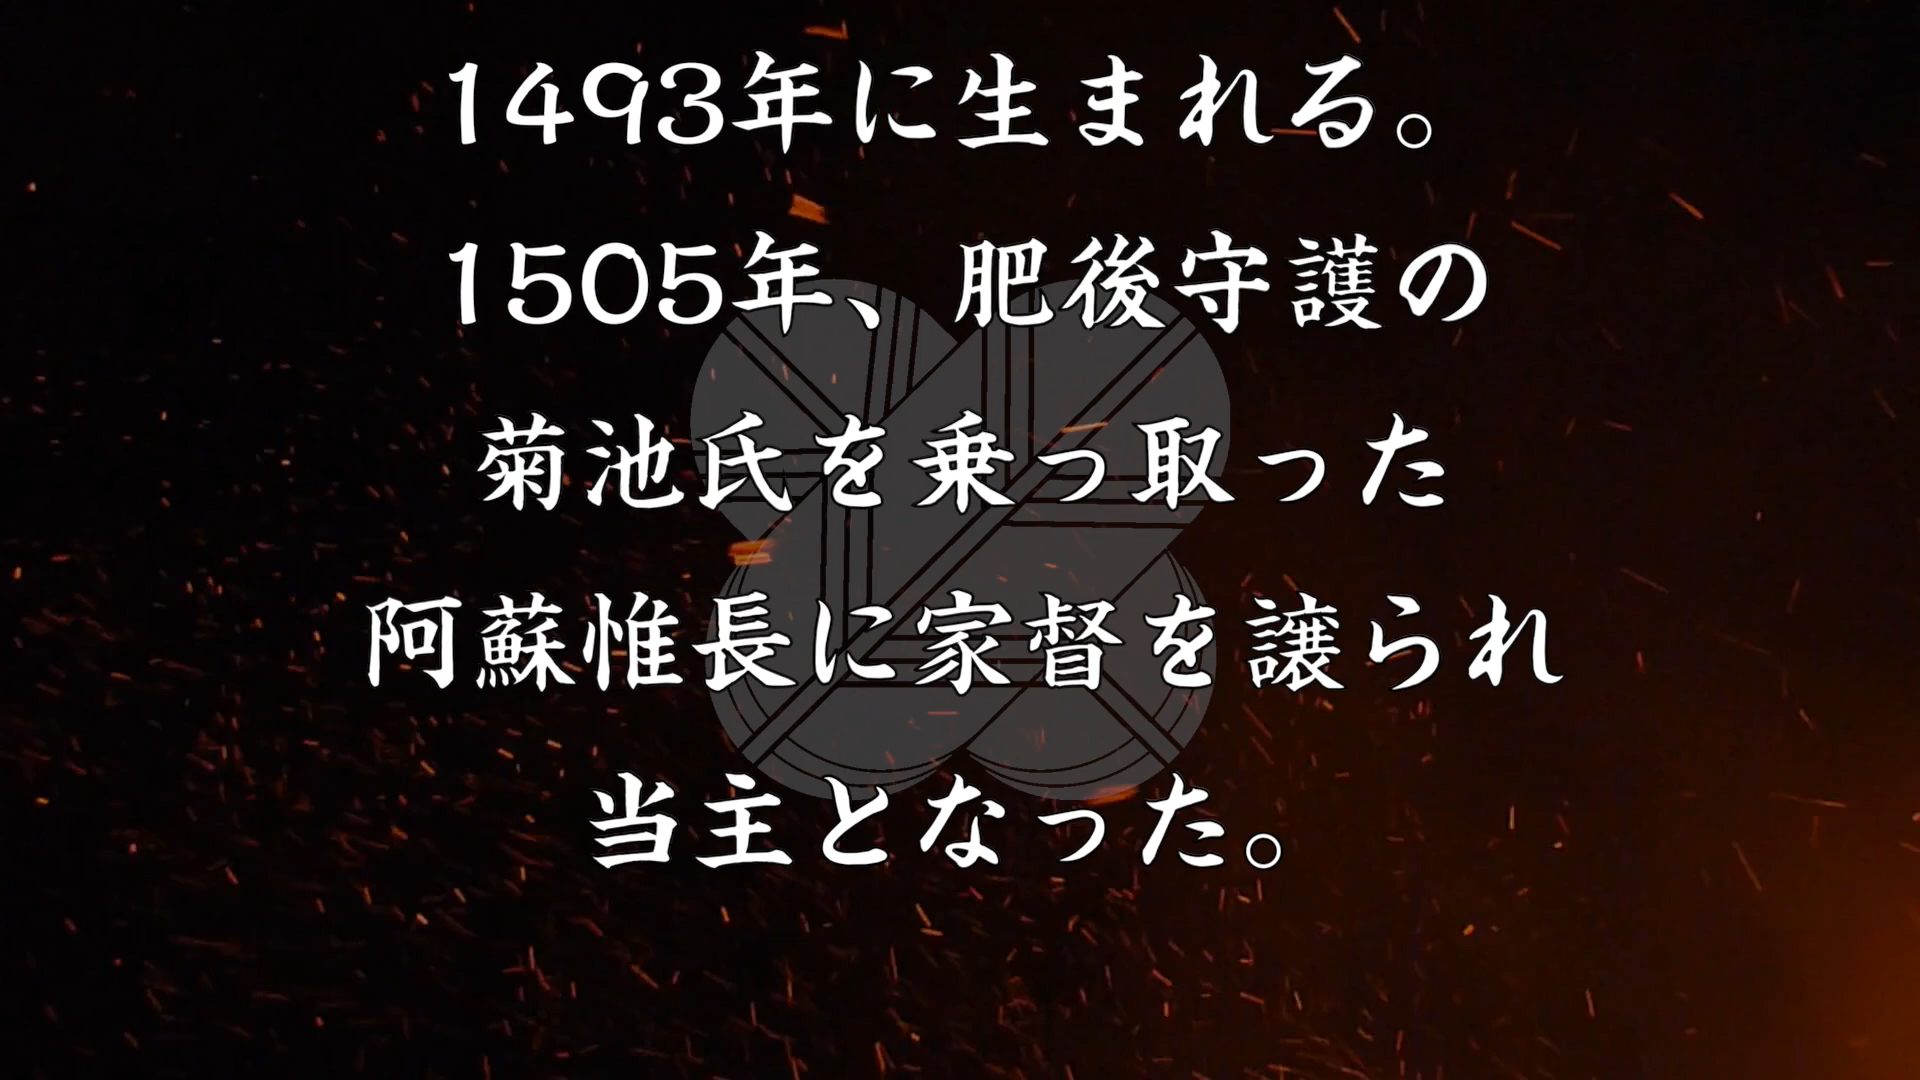 1493年に生まれる。
1505年、肥後守護の
菊池氏を乗っ取った
阿蘇惟長に家督を譲られ
当主となった。